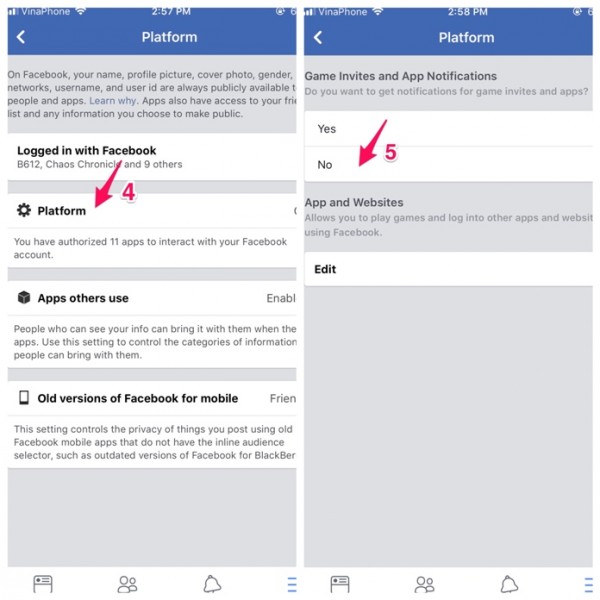 VinaPhone 2:57 PM 6
Platform
On Facebook, your name, profile picture, cover photo, gender,
networks, username, and user id are always publicly available t
people and apps. Learn why. Apps also have access to your frie
list and any information you choose to make public.
Logged in with Facebook
B612, Chaos Chronicl and 9 others
4
Platform
You have authorized 11 apps to interact with your Facebook
account.
Apps others use Enabl
People who can see your info can bring it with them when the
apps. Use this setting to control the categories of information
people can bring with them.
Old versions of Facebook for mobile Frien
This setting controls the privacy of things you post using old
Facebook mobile apps that do not have the inline audience
selector, such as outdated versions of Facebook for BlackBer
VinaPhone 2:58 PM 6
Platform
Game Invites and App Notifications
Do you want to get notifications for game invites and apps?
Yes
5
No
App and Websites
Allows you to play games and log into other apps and websit
using Facebook.
Edit